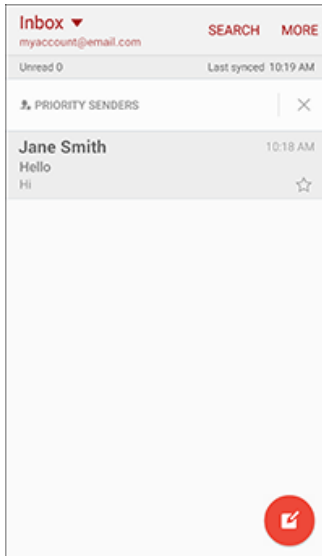 Inbox
SEARCH MORE
myaccount@email.com
Unread 0 Last synced 10:19 AM
PRIORITY SENDERS
Jane Smith 10:18 AM
Hello
Hi